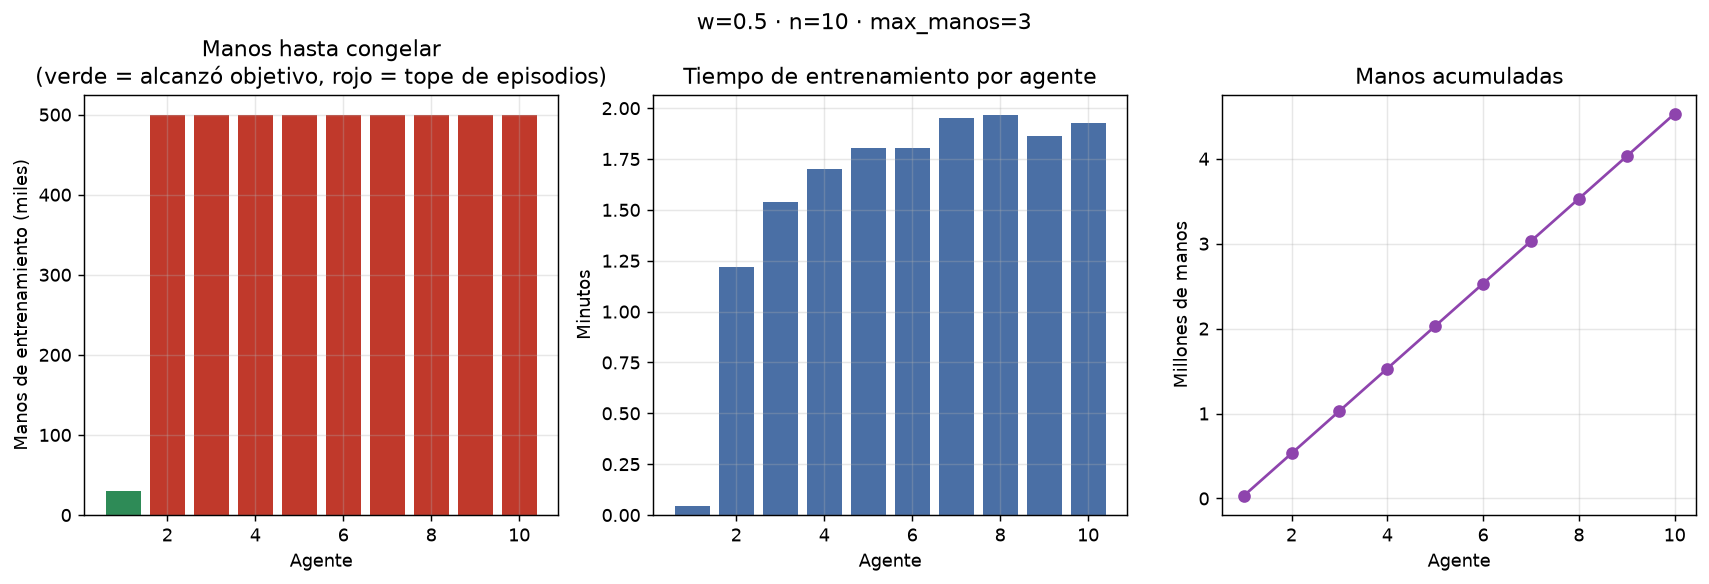 w=0.5 · n=10 · max_manos=3
Manos hasta congelar
(verde = alcanzó objetivo, rojo = tope de episodios)
Manos de entrenamiento (miles)
500
400
300
200
100
0
2 4 6 8 10
Agente
Tiempo de entrenamiento por agente
Minutos
2.00
1.75
1.50
1.25
1.00
0.75
0.50
0.25
0.00
2 4 6 8 10
Agente
Manos acumuladas
Millones de manos
4
3
2
1
0
2 4 6 8 10
Agente